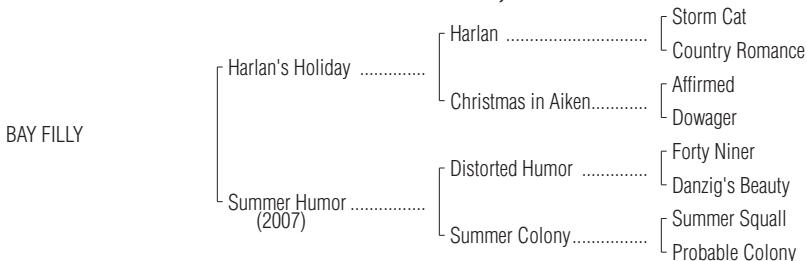 Storm Cat
Harlan ..............................
Country Romance
Harlan's Holiday ..............
Affirmed
Christmas in Aiken............
Dowager
BAY FILLY
Forty Niner
Distorted Humor ..............
Danzig's Beauty
Summer Humor ................
(2007)
Summer Squall
Summer Colony................
Probable Colony